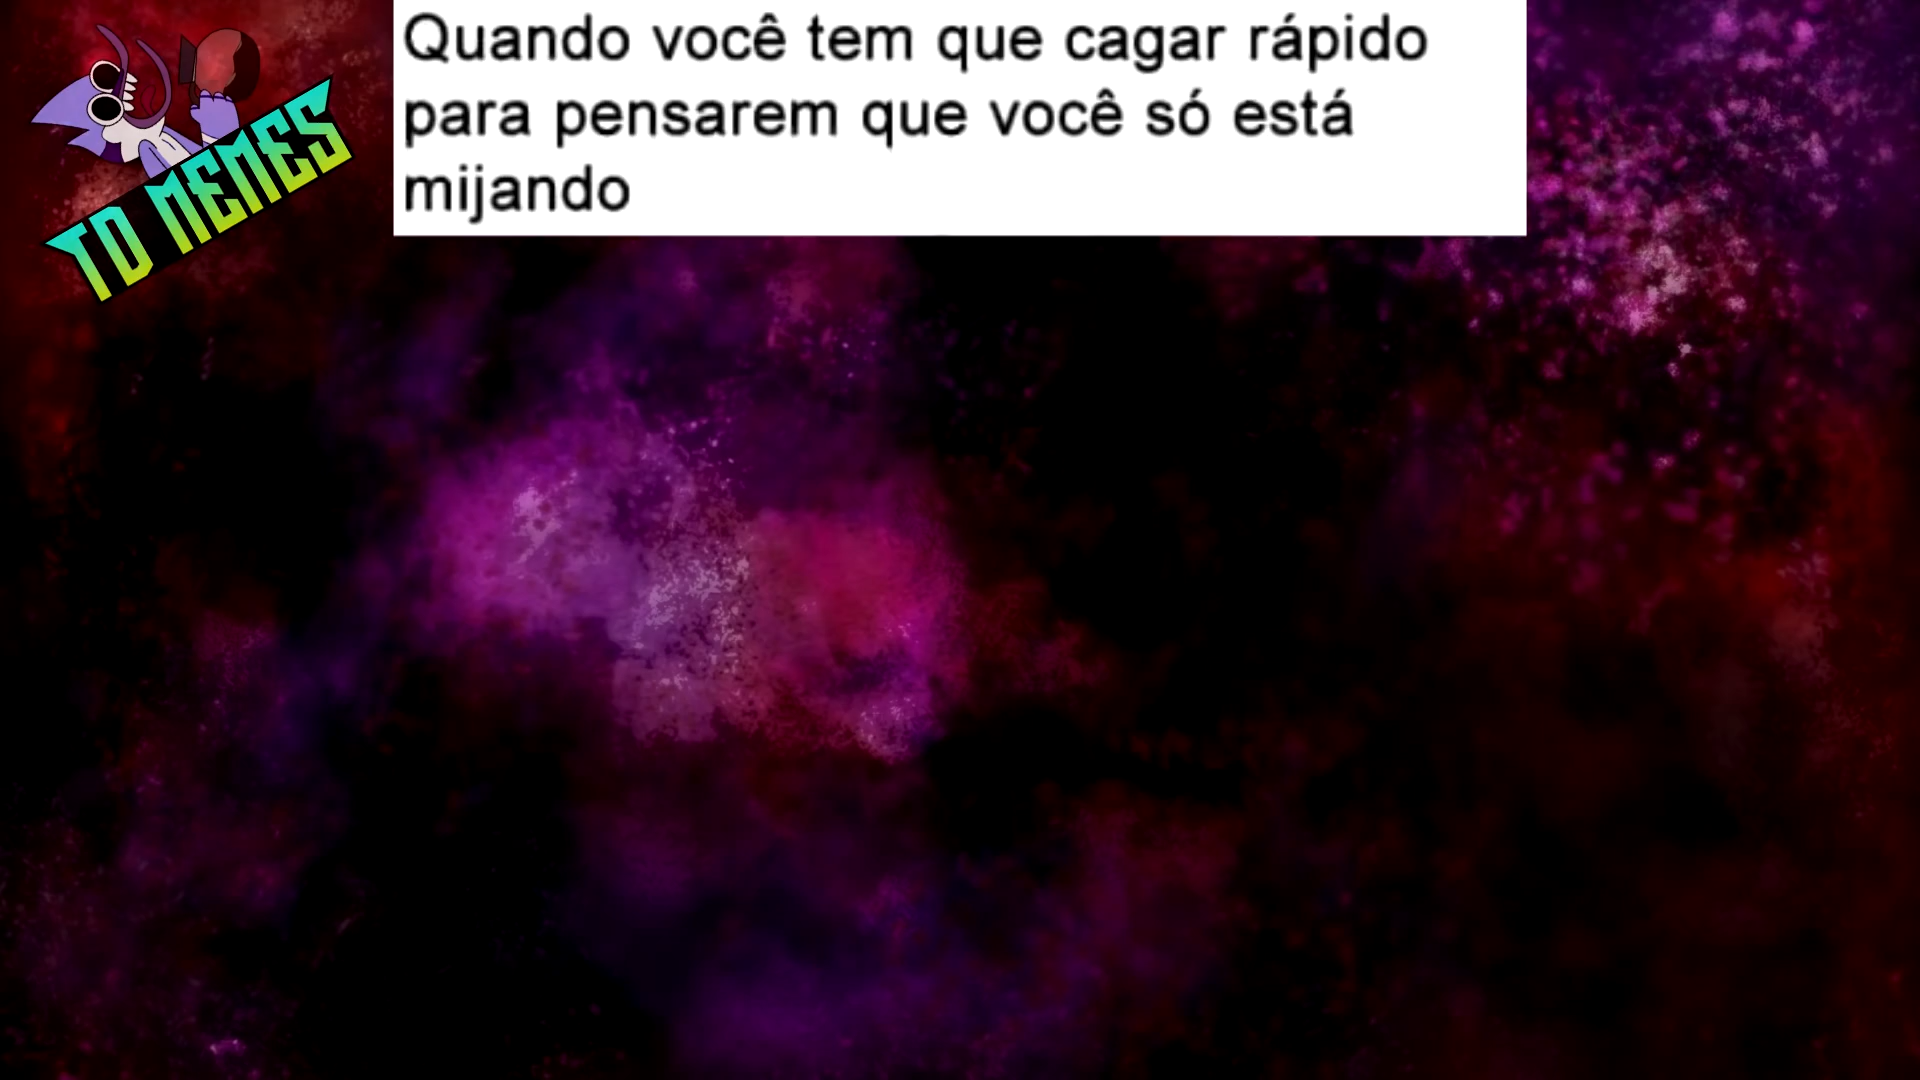 Quando você tem que cagar rápido
para pensarem que você só está
mijando
TD MEMES